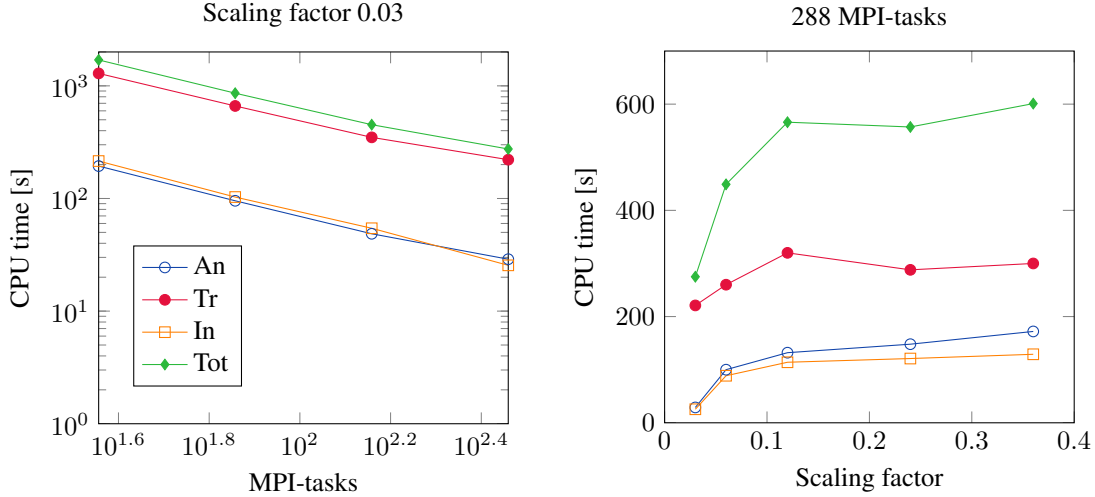 Scaling factor 0.03
CPU time [s]
10^3
10^2
10^1
10^0
An
Tr
In
Tot
10^1.6
10^1.8
10^2
10^2.2
10^2.4
MPI-tasks
288 MPI-tasks
CPU time [s]
600
400
200
0
0
0.1
0.2
0.3
0.4
Scaling factor